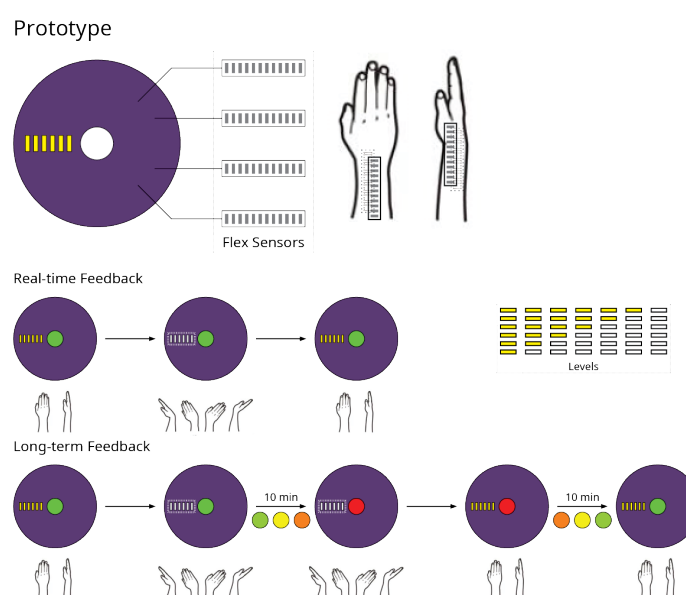 Prototype
Flex Sensors
Real-time Feedback
Levels
Long-term Feedback
10 min
10 min